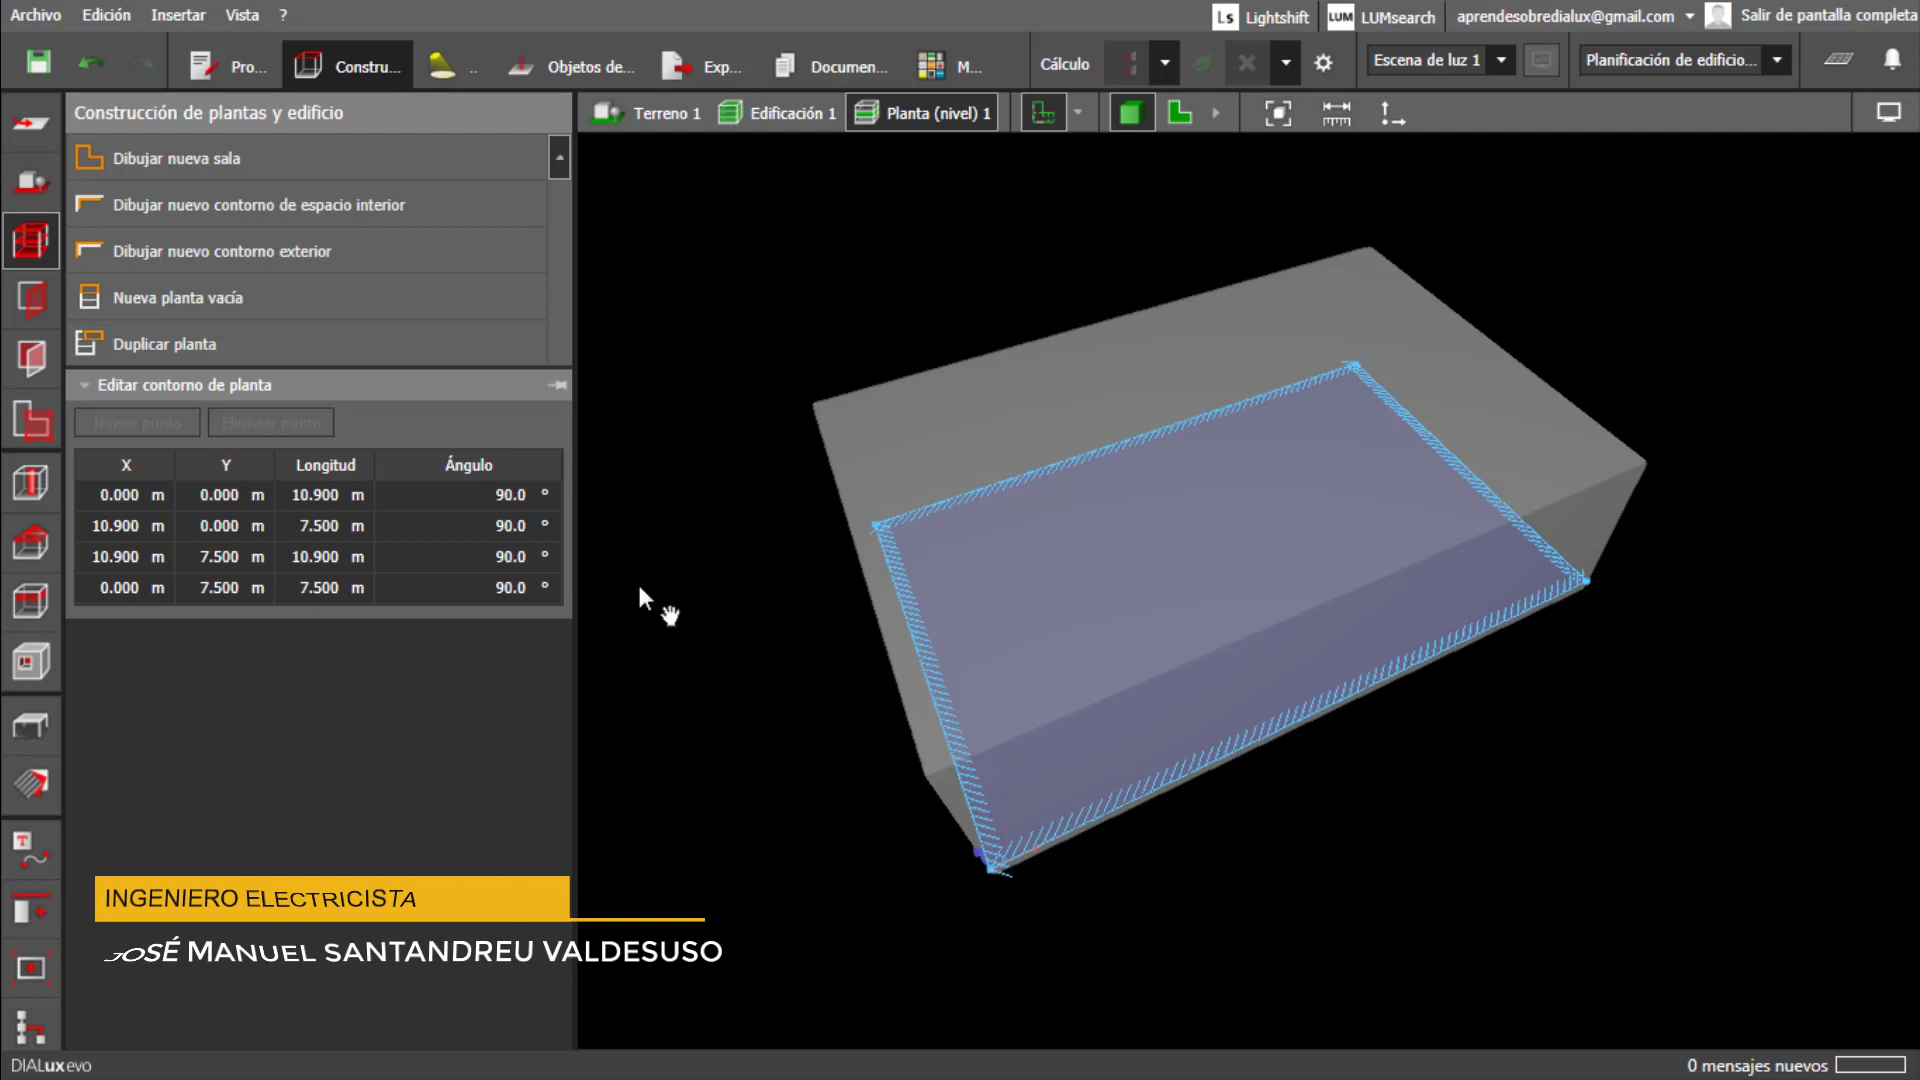 Archivo Edición Insertar Vista ?
Ls Lightshift LUM LUMsearch aprendesobredialux@gmail.com Salir de pantalla completa
Pro... Constru... .. Objetos de... Exp... Documen... M... Cálculo Escena de luz 1 Planificación de edificio...
Construcción de plantas y edificio
Terreno 1 Edificación 1 Planta (nivel) 1
Dibujar nueva sala
Dibujar nuevo contorno de espacio interior
Dibujar nuevo contorno exterior
Nueva planta vacía
Duplicar planta
Editar contorno de planta
Nuevo punto Eliminar punto
X Y Longitud Ángulo
0.000 m 0.000 m 10.900 m 90.0 °
10.900 m 0.000 m 7.500 m 90.0 °
10.900 m 7.500 m 10.900 m 90.0 °
0.000 m 7.500 m 7.500 m 90.0 °
INGENIERO ELECTRICISTA
JOSÉ MANUEL SANTANDREU VALDESUSO
DIALux evo
0 mensajes nuevos